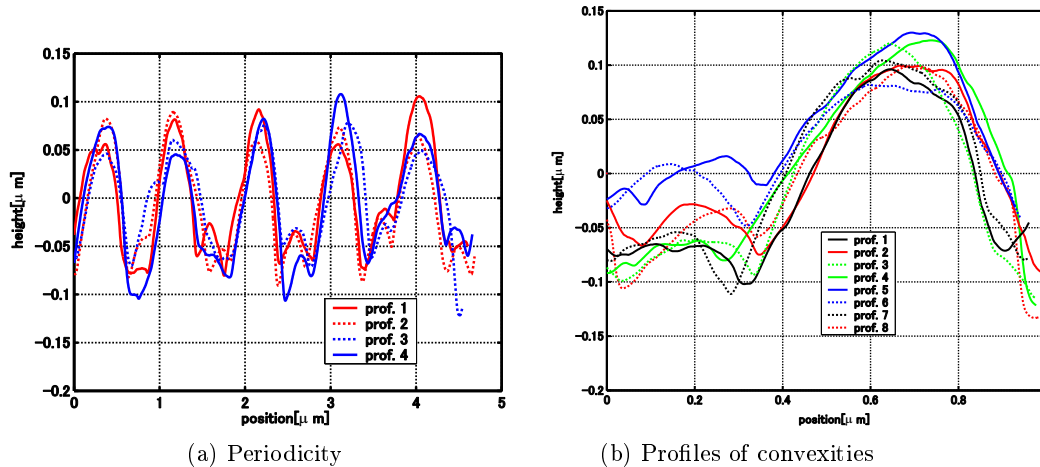 0.15
0.1
0.05
0
−0.05
−0.1
−0.15
−0.2
height[μ m]
0 1 2 3 4 5
position[μ m]
prof. 1
prof. 2
prof. 3
prof. 4
(a) Periodicity
0.15
0.1
0.05
0
−0.05
−0.1
−0.15
−0.2
height[μ m]
0 0.2 0.4 0.6 0.8
position[μ m]
prof. 1
prof. 2
prof. 3
prof. 4
prof. 5
prof. 6
prof. 7
prof. 8
(b) Profiles of convexities